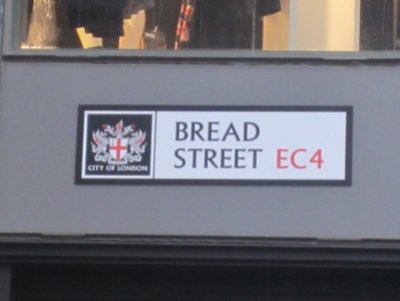 CITY OF LONDON
BREAD
STREET EC4